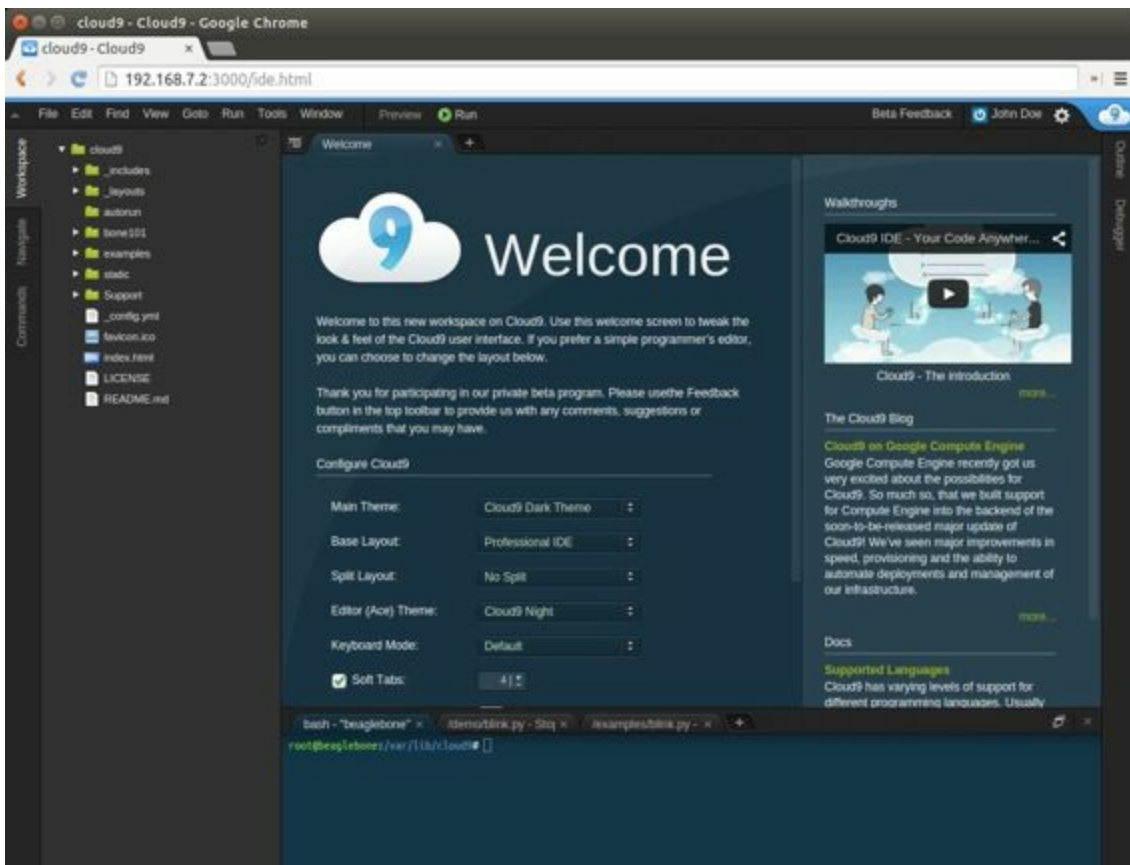 cloud9 - Cloud9 - Google Chrome
cloud9 - Cloud9
192.168.7.2:3000/ide.html
File Edit Find View Goto Run Tools Window Preview Run Beta Feedback John Doe
9
Workspace
Navigate
Commands
cloud9
_includes
_layouts
autorun
bone101
examples
static
Support
_config.yml
favicon.ico
index.html
LICENSE
README.md
Welcome
9
Welcome
Welcome to this new workspace on Cloud9. Use this welcome screen to tweak the
look & feel of the Cloud9 user interface. If you prefer a simple programmer's editor,
you can choose to change the layout below.
Thank you for participating in our private beta program. Please usethe Feedback
button in the top toolbar to provide us with any comments, suggestions or
compliments that you may have.
Configure Cloud9
Main Theme: Cloud9 Dark Theme
Base Layout: Professional IDE
Split Layout: No Split
Editor (Ace) Theme: Cloud9 Night
Keyboard Mode: Default
Soft Tabs: 4
Walkthroughs
Cloud9 IDE - Your Code Anywher...
Cloud9 - The introduction
more...
The Cloud9 Blog
Cloud9 on Google Compute Engine
Google Compute Engine recently got us
very excited about the possibilities for
Cloud9. So much so, that we built support
for Compute Engine into the backend of the
soon-to-be-released major update of
Cloud9! We've seen major improvements in
speed, provisioning and the ability to
automate deployments and management of
our infrastructure.
more...
Docs
Supported Languages
Cloud9 has varying levels of support for
different programming languages. Usually
Outline
Debugger
bash - "beaglebone" /demo/blink.py - Sto /examples/blink.py -
root@beaglebone:/var/lib/cloud9#